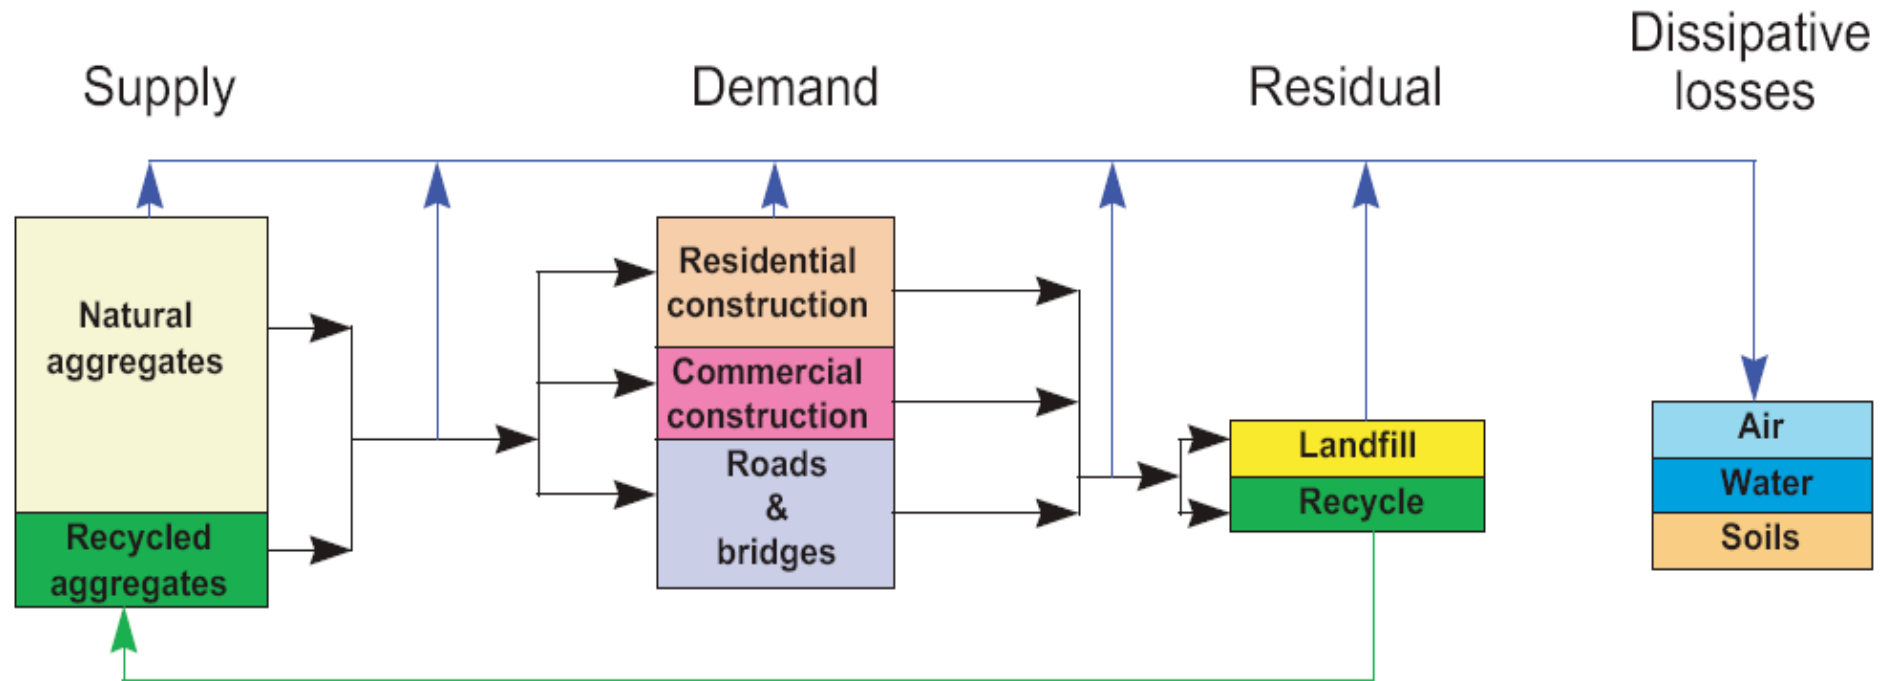 Supply
Demand
Residual
Dissipative
losses
Natural
aggregates
Recycled
aggregates
Residential
construction
Commercial
construction
Roads
&
bridges
Landfill
Recycle
Air
Water
Soils